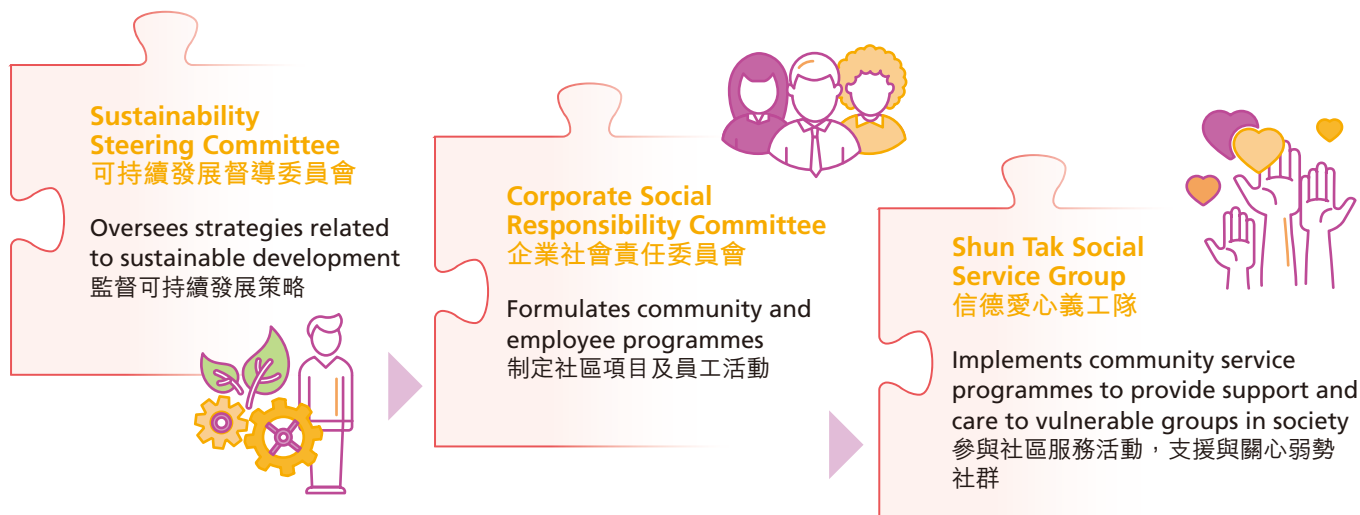 Sustainability
Steering Committee
可持續發展督導委員會
Oversees strategies related
to sustainable development
監督可持續發展策略
Corporate Social
Responsibility Committee
企業社會責任委員會
Formulates community and
employee programmes
制定社區項目及員工活動
Shun Tak Social
Service Group
信德愛心義工隊
Implements community service
programmes to provide support and
care to vulnerable groups in society
參與社區服務活動，支援與關心弱勢
社群